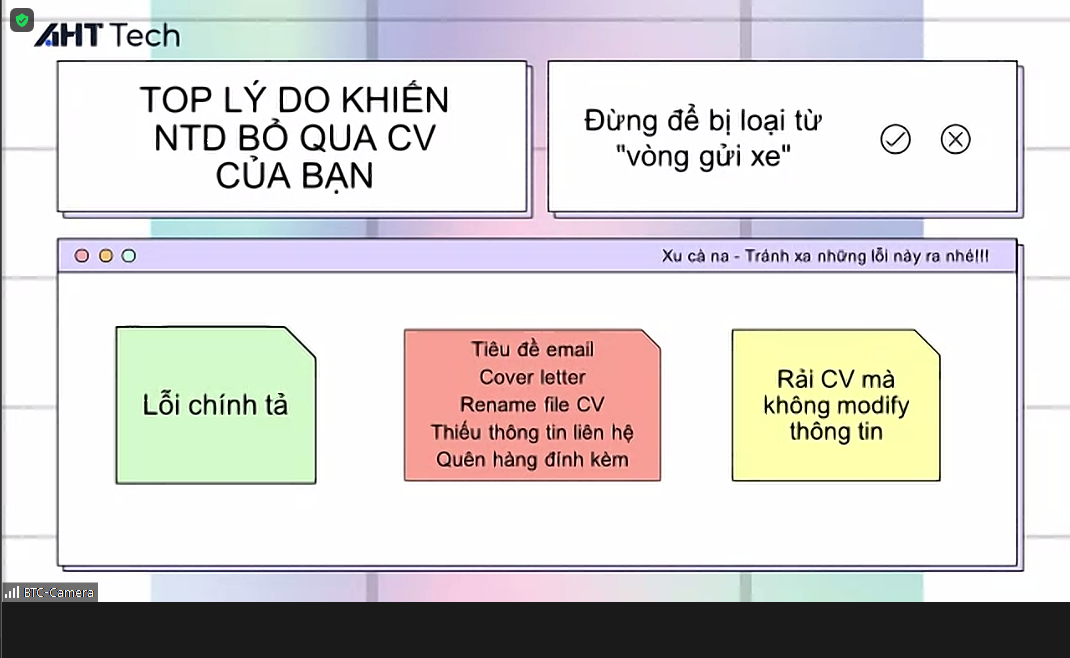 AHT Tech
TOP LÝ DO KHIẾN
NTD BỎ QUA CV
CỦA BẠN
Đừng để bị loại từ
"vòng gửi xe"
Xu cà na - Tránh xa những lỗi này ra nhé!!!
Lỗi chính tả
Tiêu đề email
Cover letter
Rename file CV
Thiếu thông tin liên hệ
Quên hàng đính kèm
Rải CV mà
không modify
thông tin
BTC-Camera